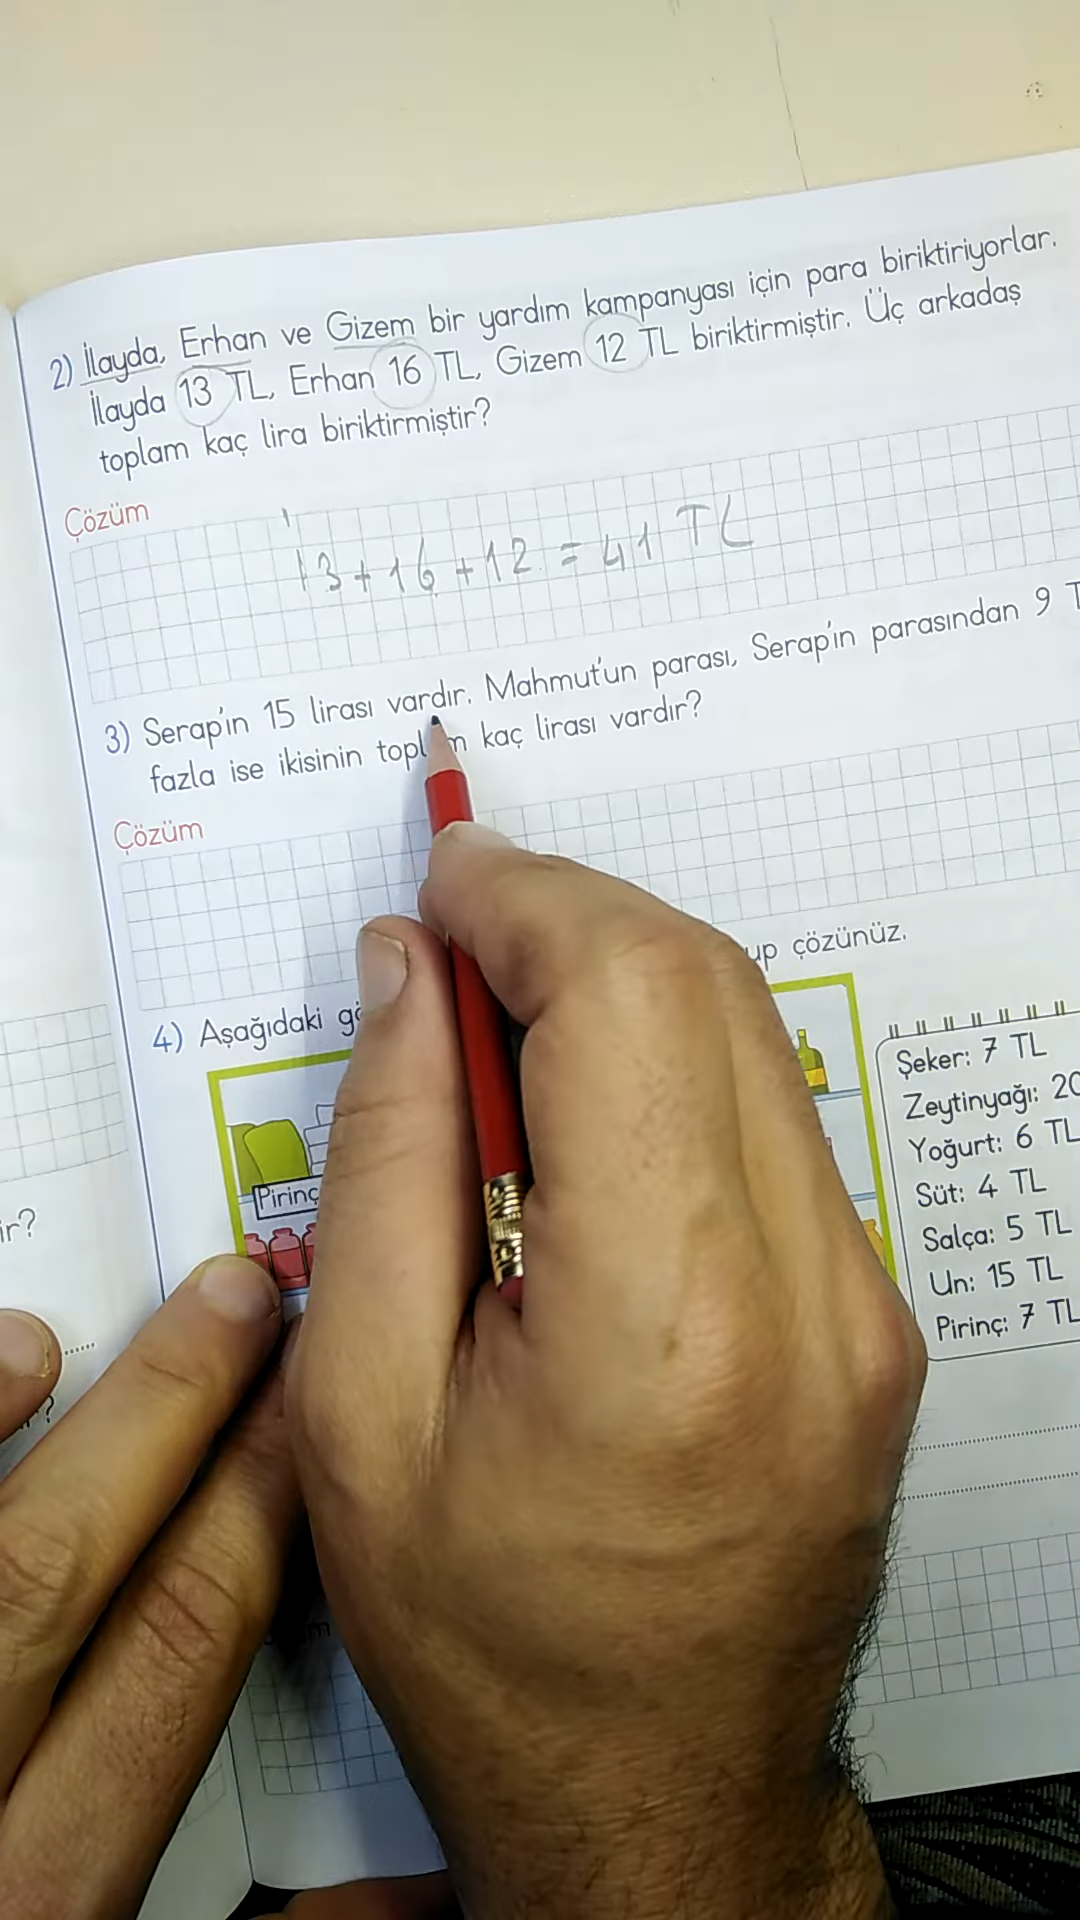 2) İlayda, Erhan ve Gizem bir yardım kampanyası için para biriktiriyorlar.
İlayda 13 TL, Erhan 16 TL, Gizem 12 TL biriktirmiştir. Üç arkadaş
toplam kaç lira biriktirmiştir?
Çözüm
13+16+12=41 TL
3) Serap'ın 15 lirası vardır. Mahmut'un parası, Serap'ın parasından 9
fazla ise ikisinin kaç lirası vardır?
Çözüm
4) Aşağıdaki
çözünüz.
Pirinç
Şeker: 7 TL
Zeytinyağı:
Yoğurt: 6 TL
Süt: 4 TL
Salça: 5 TL
Un: 15 TL
Pirinç: 7 TL